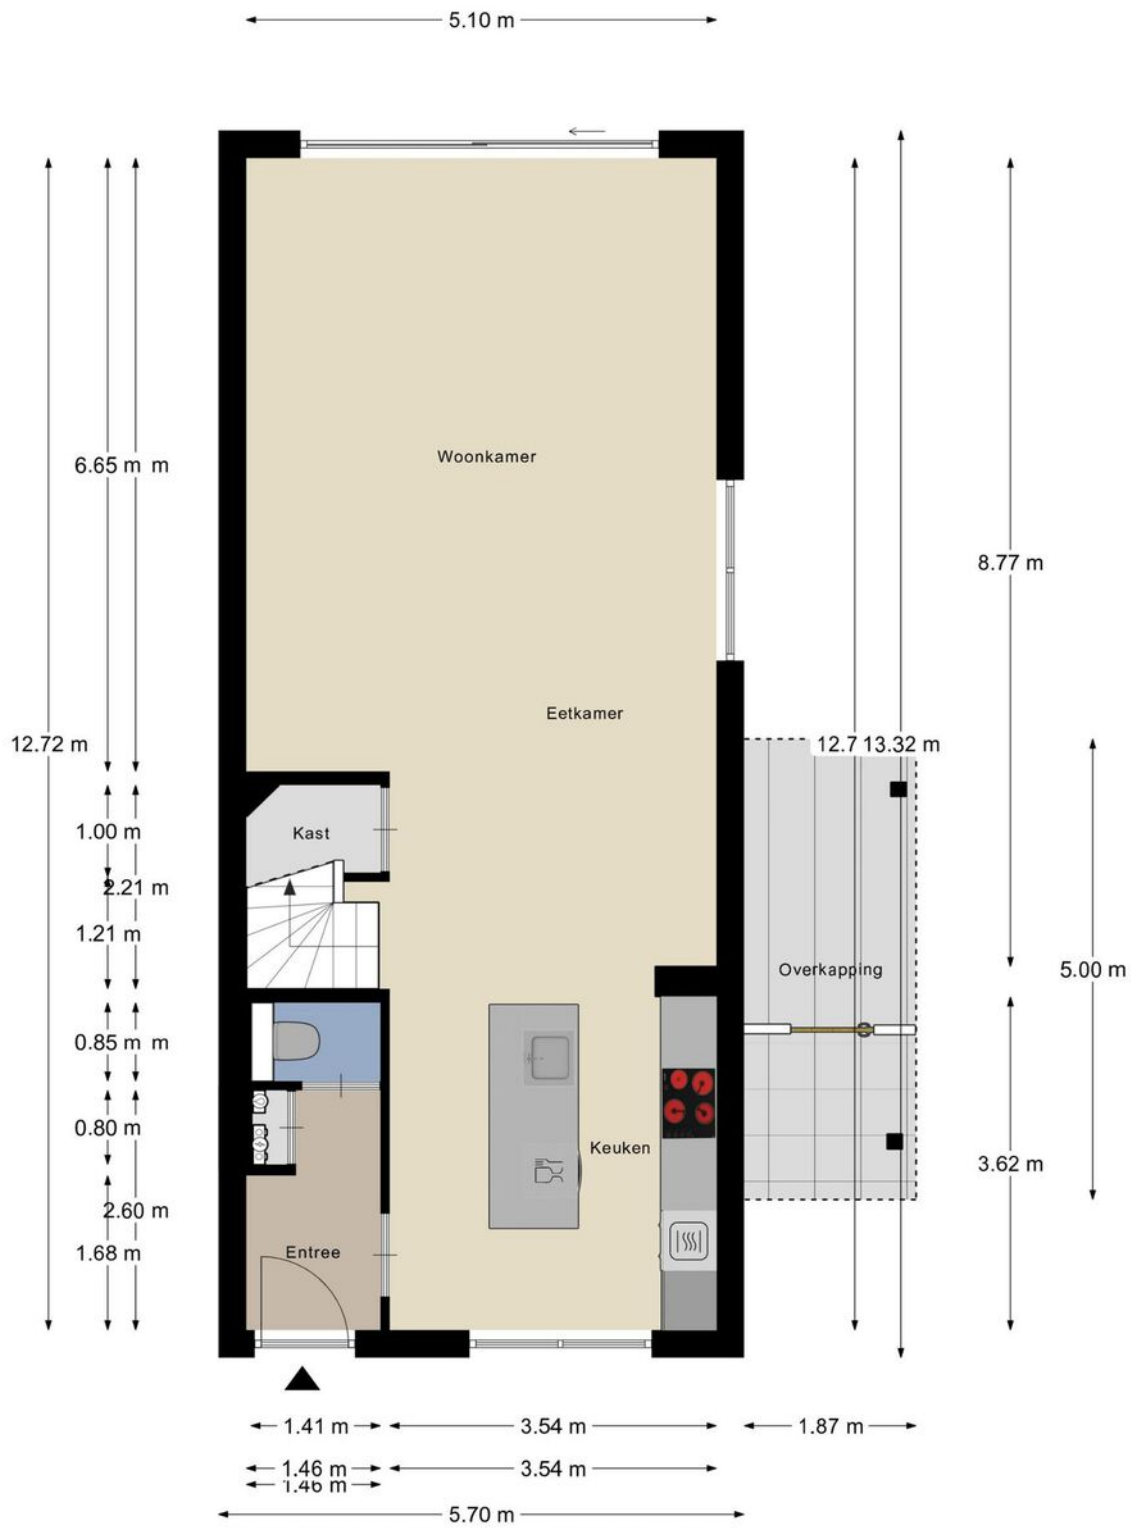 5.10 m
6.65 m m
Woonkamer
8.77 m
Eetkamer
12.72 m
12.7 13.32 m
1.00 m
Kast
2.21 m
1.21 m
Overkapping
5.00 m
0.85 m m
0.80 m
Keuken
3.62 m
2.60 m
1.68 m
Entree
1.41 m
3.54 m
1.87 m
1.46 m
3.54 m
1.46 m
5.70 m